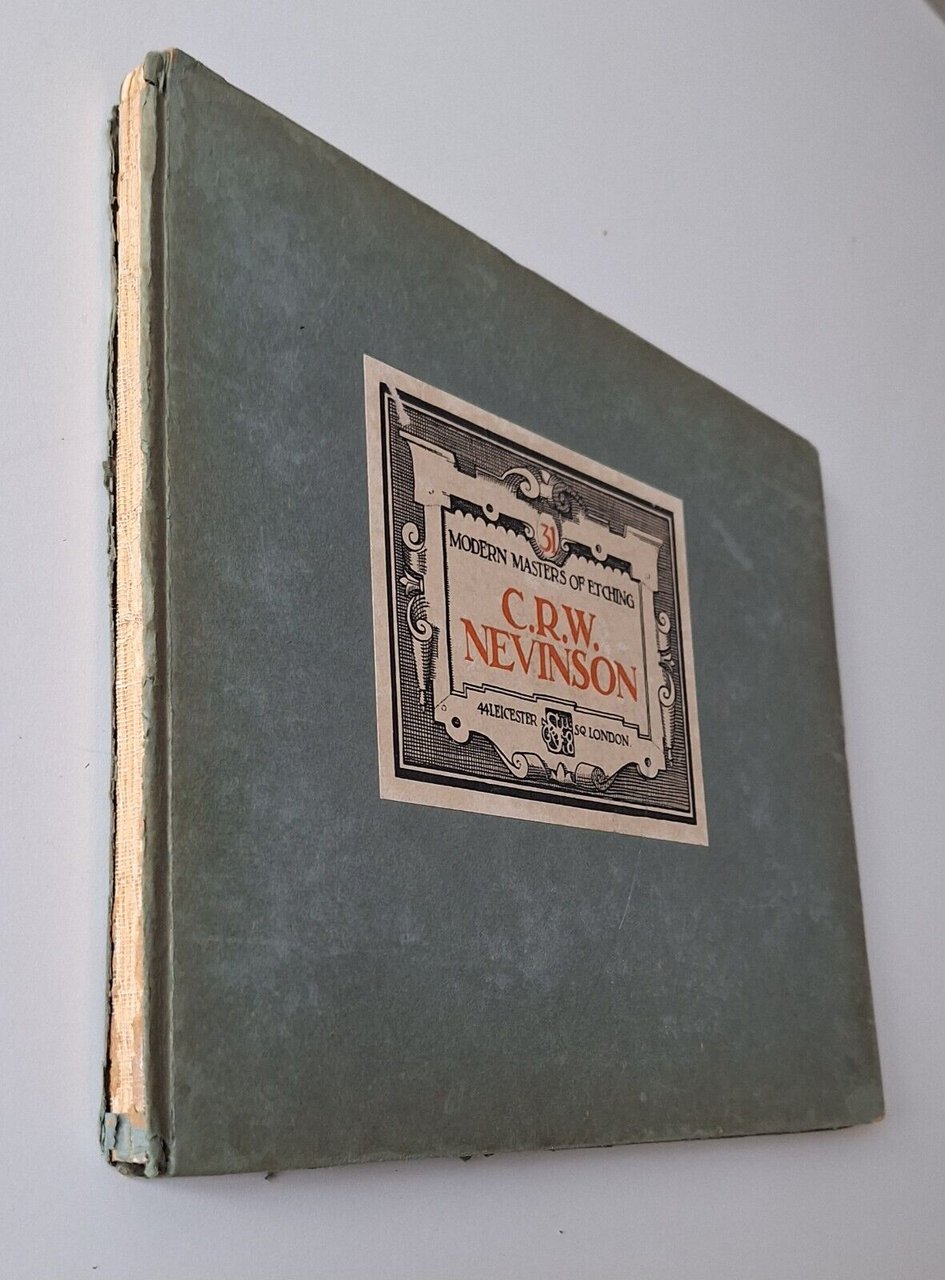 31
MODERN MASTERS OF ETCHING
C.R.W.
NEVINSON
44 LEICESTER SQ LONDON